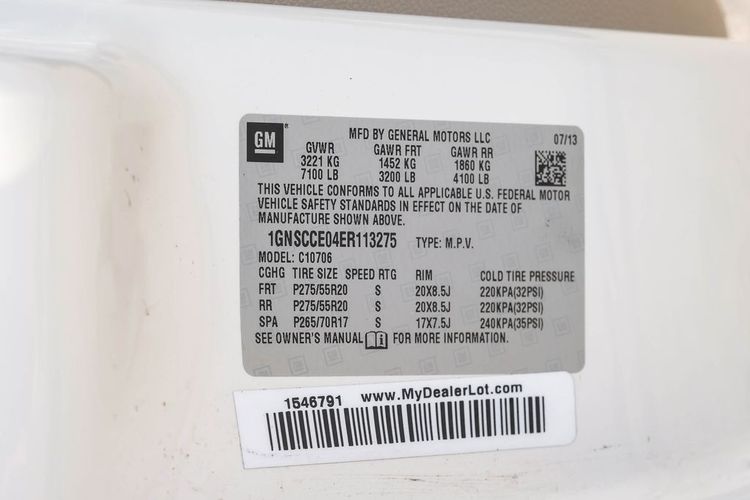 GM
MFD BY GENERAL MOTORS LLC 07/13
GVWR GAWR FRT GAWR RR
3221 KG 1452 KG 1860 KG
7100 LB 3200 LB 4100 LB
THIS VEHICLE CONFORMS TO ALL APPLICABLE U.S. FEDERAL MOTOR
VEHICLE SAFETY STANDARDS IN EFFECT ON THE DATE OF
MANUFACTURE SHOWN ABOVE.
1GNSCCE04ER113275 TYPE: M.P.V.
MODEL: C10706
CGHG TIRE SIZE SPEED RTG RIM COLD TIRE PRESSURE
FRT P275/55R20 S 20X8.5J 220KPA(32PSI)
RR P275/55R20 S 20X8.5J 220KPA(32PSI)
SPA P265/70R17 S 17X7.5J 240KPA(35PSI)
SEE OWNER'S MANUAL FOR MORE INFORMATION.
1546791 www.MyDealerLot.com